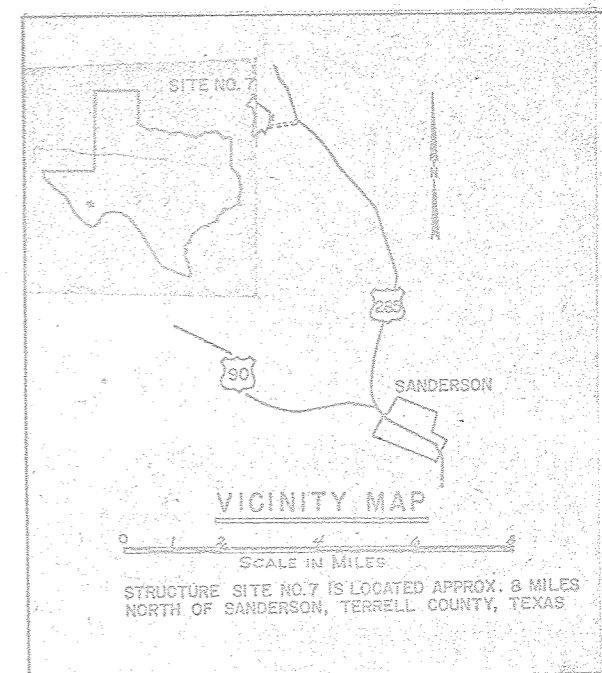 SITE NO. 7
N
285
90
SANDERSON
VICINITY MAP
0 1 2 4 6 8
SCALE IN MILES
STRUCTURE SITE NO.7 IS LOCATED APPROX. 8 MILES
NORTH OF SANDERSON, TERRELL COUNTY, TEXAS